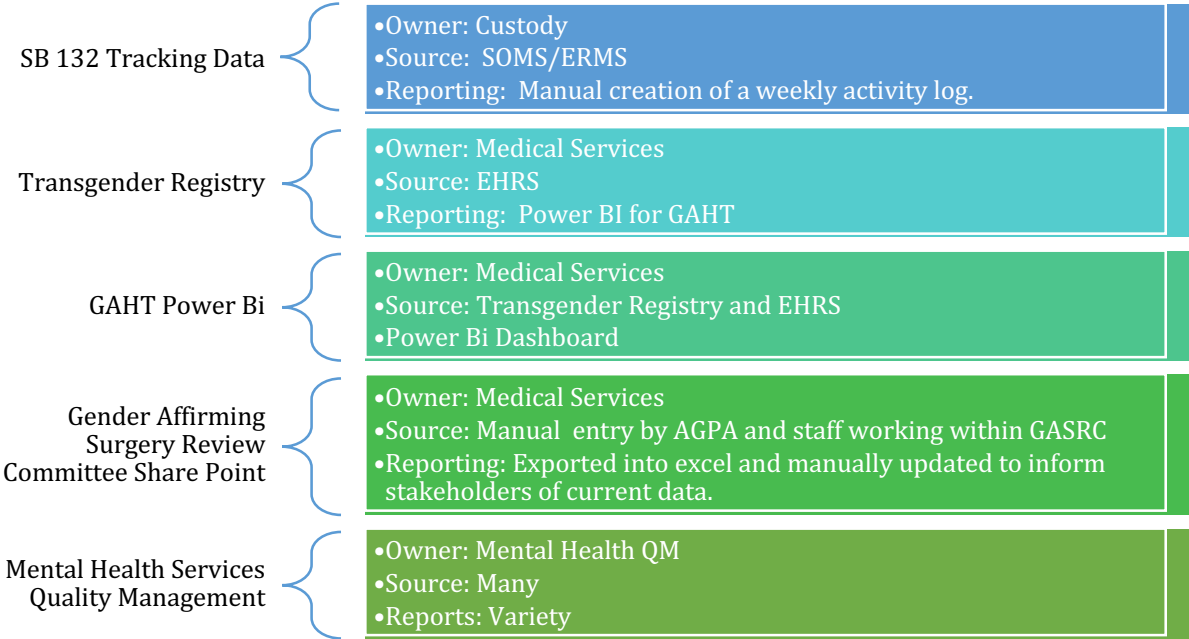 SB 132 Tracking Data
•Owner: Custody
•Source:  SOMS/ERMS
•Reporting:  Manual creation of a weekly activity log.
Transgender Registry
•Owner: Medical Services
•Source: EHRS
•Reporting:  Power BI for GAHT
GAHT Power Bi
•Owner: Medical Services
•Source: Transgender Registry and EHRS
•Power Bi Dashboard
Gender Affirming
Surgery Review
Committee Share Point
•Owner: Medical Services
•Source: Manual  entry by AGPA and staff working within GASRC
•Reporting: Exported into excel and manually updated to inform
stakeholders of current data.
Mental Health Services
Quality Management
•Owner: Mental Health QM
•Source: Many
•Reports: Variety